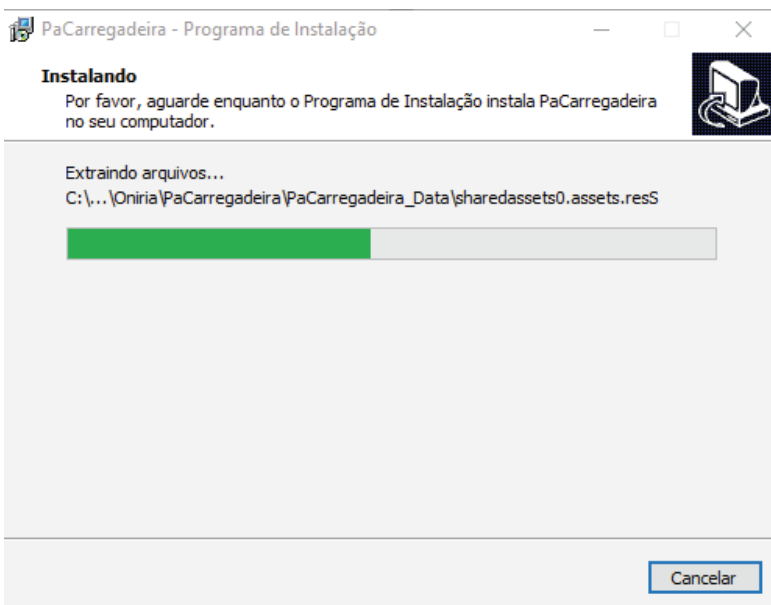 PaCarregadeira - Programa de Instalação
Instalando
Por favor, aguarde enquanto o Programa de Instalação instala PaCarregadeira
no seu computador.
Extraindo arquivos...
C:\...\Oniria\PaCarregadeira\PaCarregadeira_Data\sharedassets0.assets.resS
Cancelar